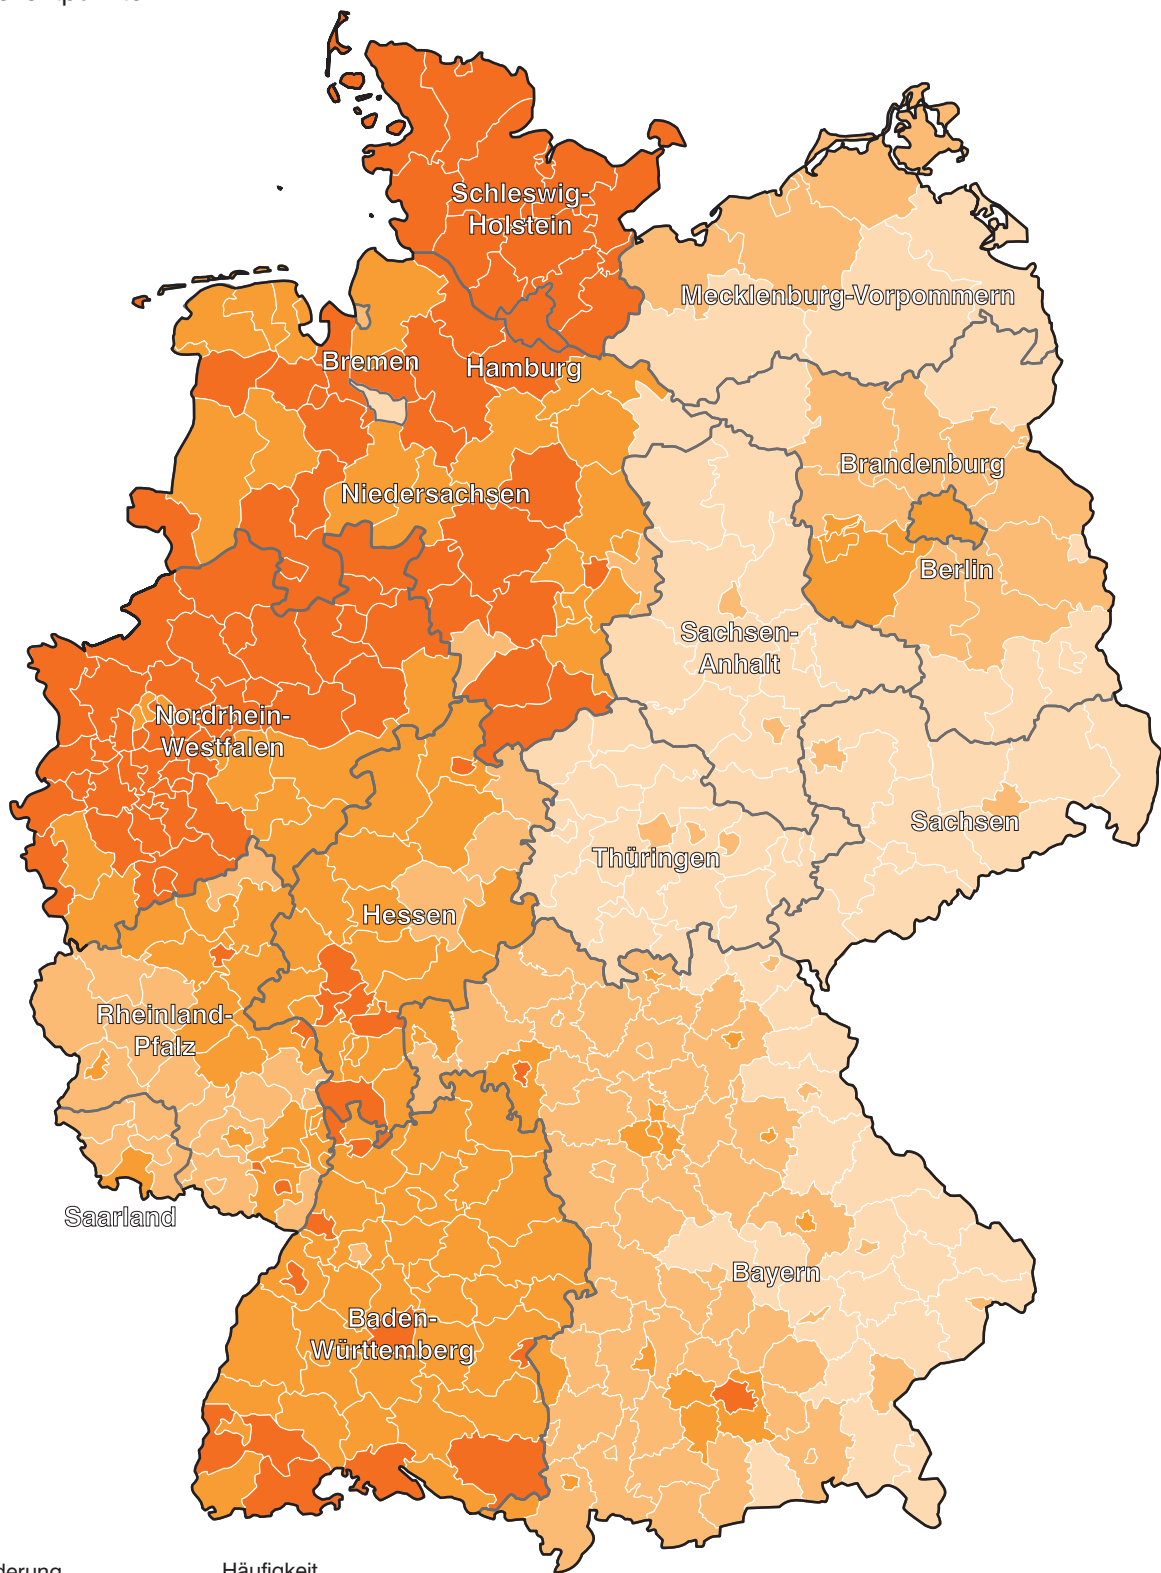 Schleswig-
Holstein
Mecklenburg-Vorpommern
Bremen
Hamburg
Brandenburg
Niedersachsen
Berlin
Sachsen-
Anhalt
Nordrhein-
Westfalen
Sachsen
Thüringen
Hessen
Rheinland-
Pfalz
Saarland
Bayern
Baden-
Württemberg
Häufigkeit